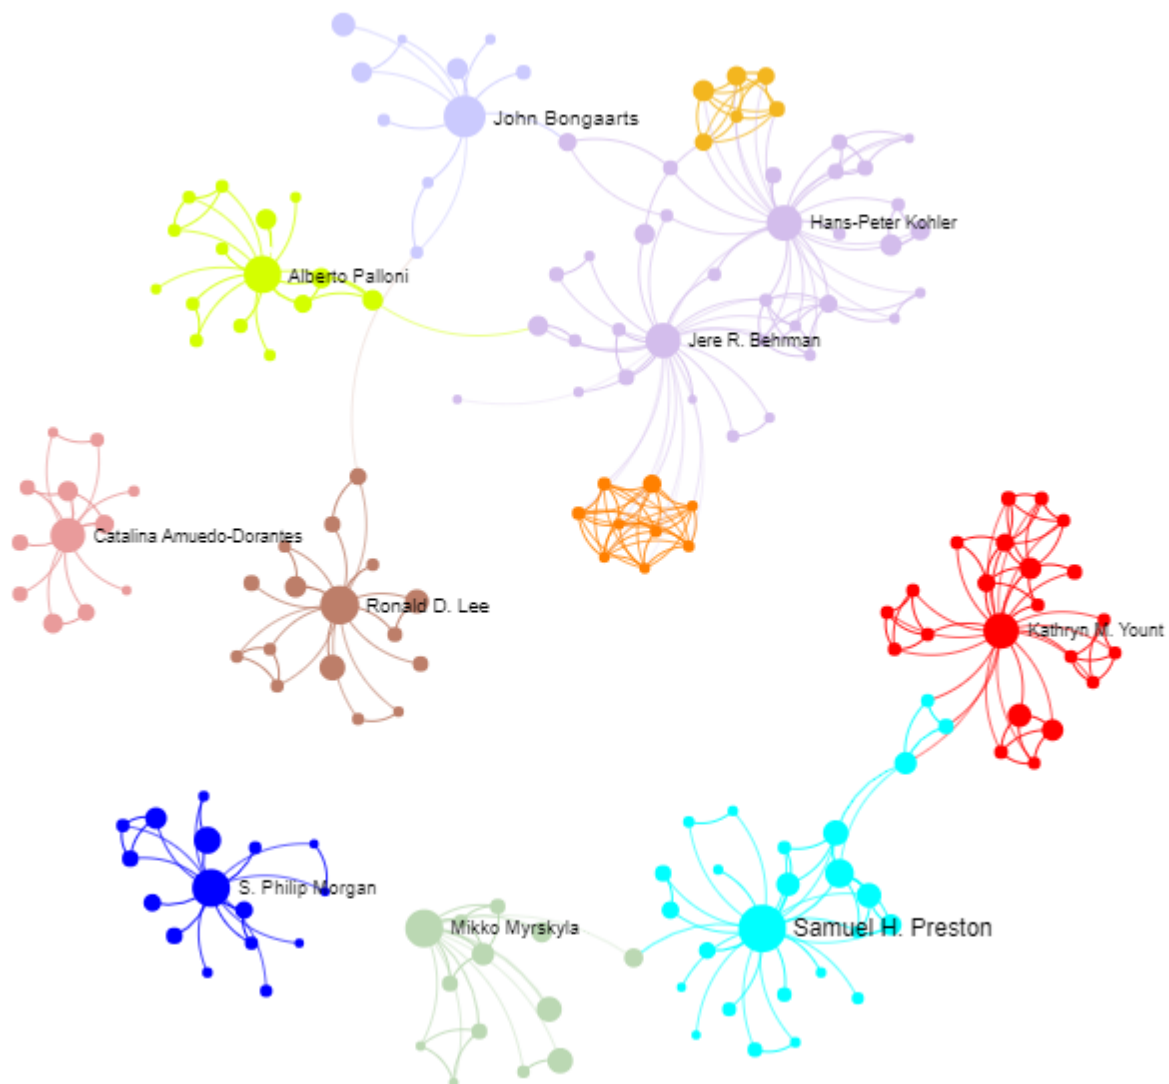 John Bongaarts
Hans-Peter Kohler
Alberto Palloni
Jere R. Behrman
Catalina Amuedo-Dorantes
Ronald D. Lee
Kathryn M. Yount
S. Philip Morgan
Mikko Myrskyla
Samuel H. Preston